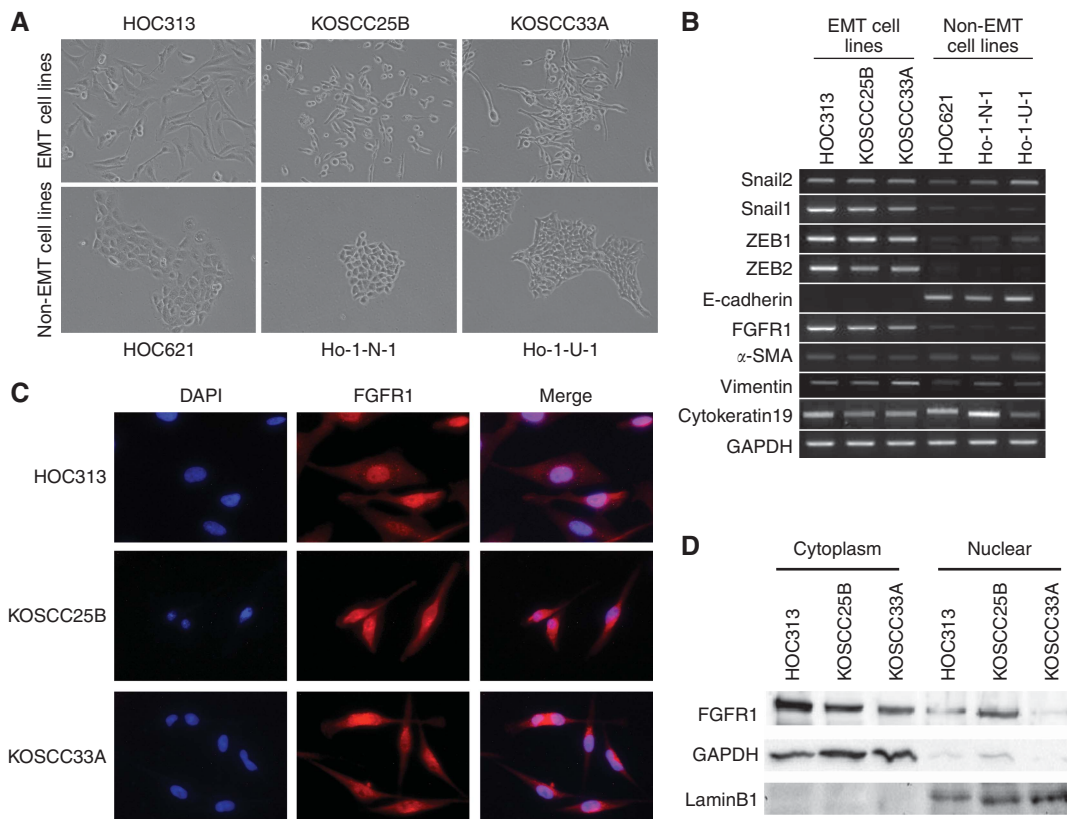 A
HOC313
KOSCC25B
KOSCC33A
EMT cell lines
Non-EMT cell lines
HOC621
Ho-1-N-1
Ho-1-U-1
B
EMT cell lines
Non-EMT cell lines
HOC313
KOSCC25B
KOSCC33A
HOC621
Ho-1-N-1
Ho-1-U-1
Snail2
Snail1
ZEB1
ZEB2
E-cadherin
FGFR1
α-SMA
Vimentin
Cytokeratin19
GAPDH
C
DAPI
FGFR1
Merge
HOC313
KOSCC25B
KOSCC33A
D
Cytoplasm
Nuclear
HOC313
KOSCC25B
KOSCC33A
HOC313
KOSCC25B
KOSCC33A
FGFR1
GAPDH
LaminB1